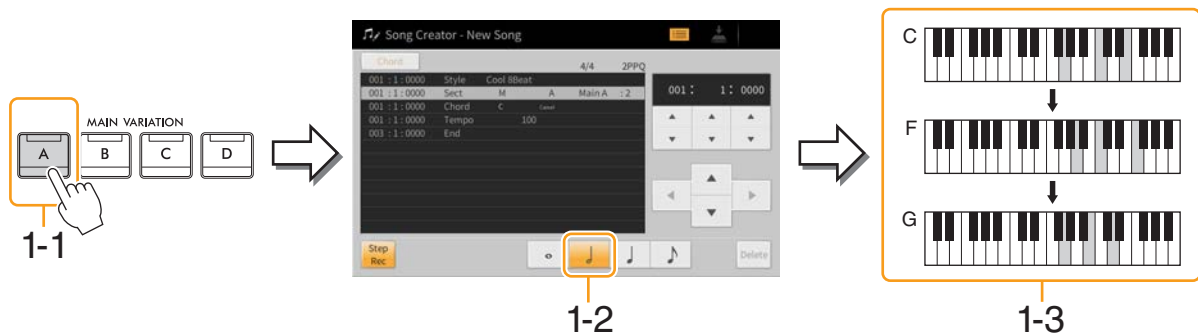 MAIN VARIATION
A B C D
1-1
Song Creator - New Song
Chord 4/4 2PPQ
001 : 1 : 0000 Style Cool 8Beat
001 : 1 : 0000 Sect M A Main A : 2
001 : 1 : 0000 Chord C
001 : 1 : 0000 Tempo 100
003 : 1 : 0000 End
001 : 1 : 0000
Step
Rec
Delete
1-2
C
F
G
1-3